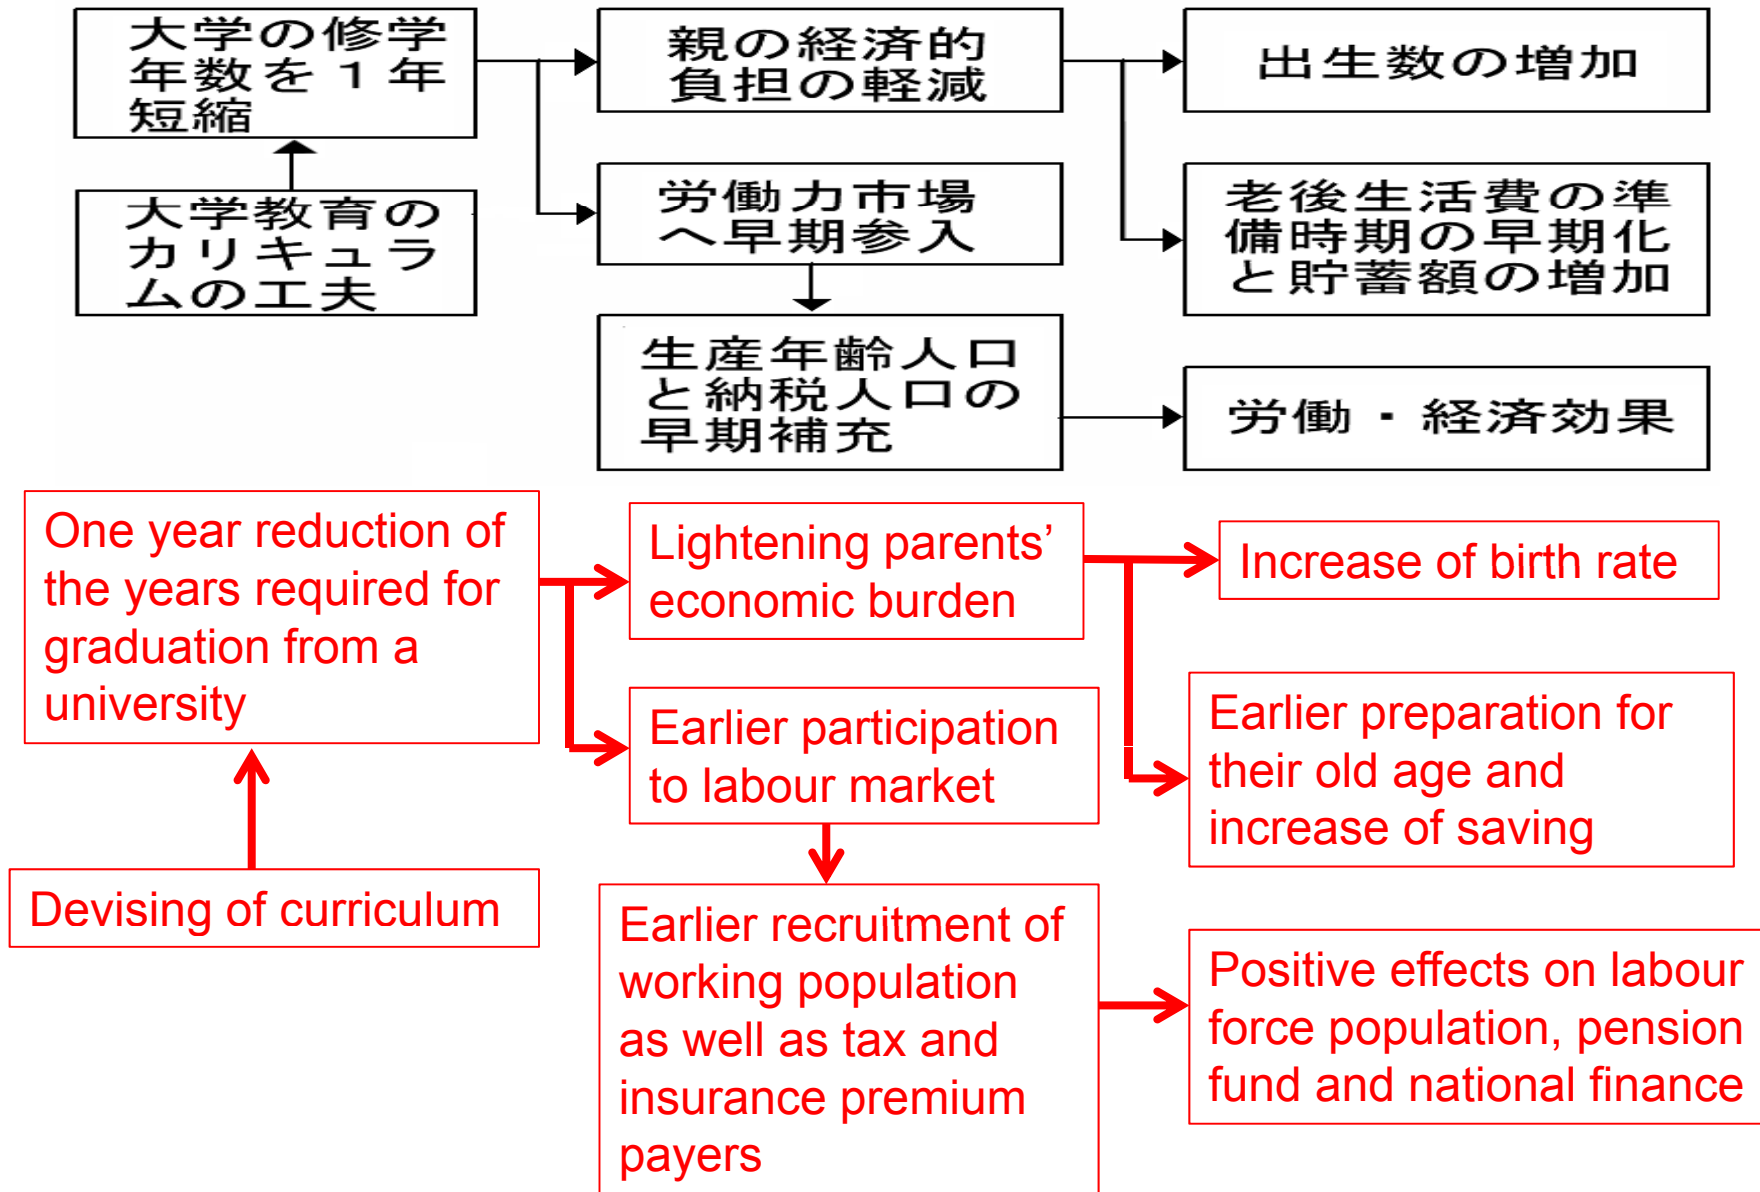 大学の修学
年数を１年
短縮
親の経済的
負担の軽減
出生数の増加
大学教育の
カリキュラ
ムの工夫
労働力市場
へ早期参入
老後生活費の準
備時期の早期化
と貯蓄額の増加
生産年齢人口
と納税人口の
早期補充
労働・経済効果
One year reduction of
the years required for
graduation from a
university
Lightening parents’
economic burden
Increase of birth rate
Earlier participation
to labour market
Earlier preparation for
their old age and
increase of saving
Devising of curriculum
Earlier recruitment of
working population
as well as tax and
insurance premium
payers
Positive effects on labour
force population, pension
fund and national finance